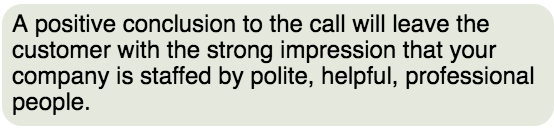 A positive conclusion to the call will leave the
customer with the strong impression that your
company is staffed by polite, helpful, professional
people.